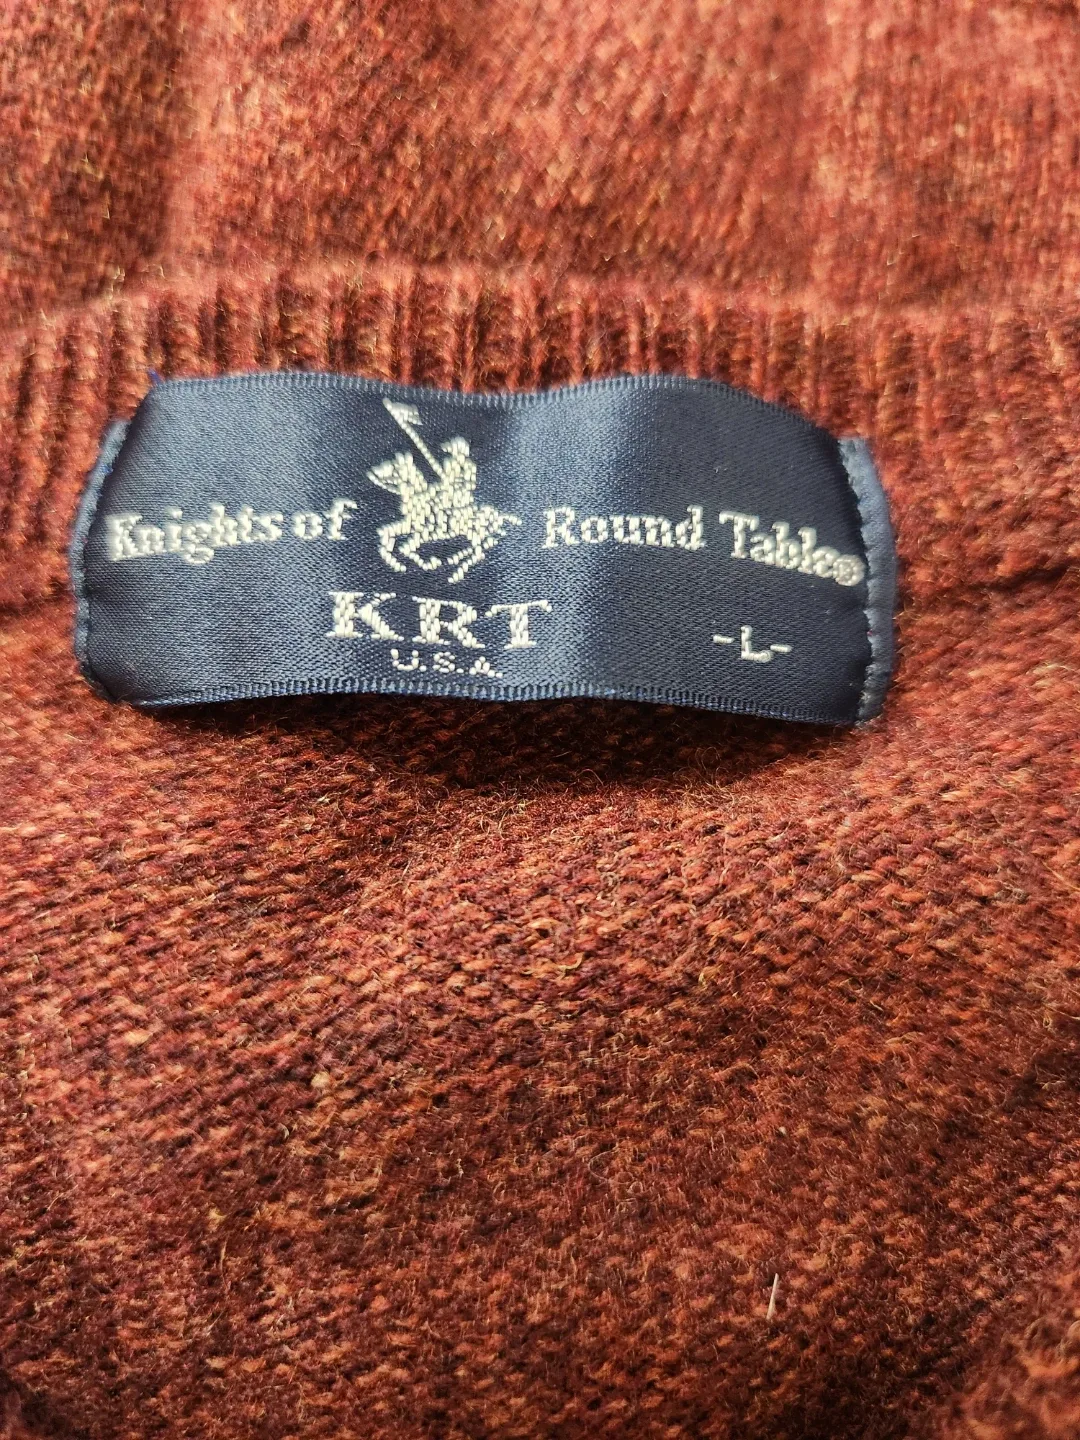 Knights of Round Table®
KRT
U.S.A.
-L-